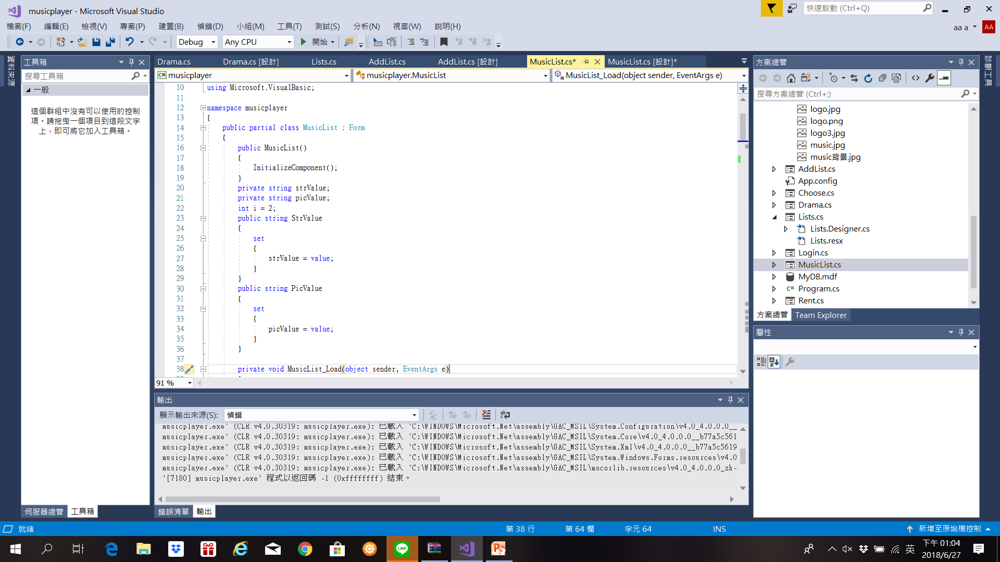 musicplayer - Microsoft Visual Studio
快速啟動 (Ctrl+Q)
檔案(F) 編輯(E) 檢視(V) 專案(P) 建置(B) 偵錯(D) 小組(M) 工具(T) 測試(S) 分析(N) 視窗(W) 說明(H)
aa a AA
Debug Any CPU 開始
資料來源
工具箱
搜尋工具箱
一般
這個群組中沒有可以使用的控制
項。請拖曳一個項目到這段文字
上，即可將它加入工具箱。
伺服器總管 工具箱
Drama.cs Drama.cs [設計] Lists.cs AddList.cs AddList.cs [設計] MusicList.cs* MusicList.cs [設計]*
musicplayer musicplayer.MusicList MusicList_Load(object sender, EventArgs e)
10 using Microsoft.VisualBasic;
11
12 namespace musicplayer
13 {
14 public partial class MusicList : Form
15 {
16 public MusicList()
17 {
18 InitializeComponent();
19 }
20 private string strValue;
21 private string picValue;
22 int i = 2;
23 public string StrValue
24 {
25 set
26 {
27 strValue = value;
28 }
29 }
30 public string PicValue
31 {
32 set
33 {
34 picValue = value;
35 }
36 }
37
38 private void MusicList_Load(object sender, EventArgs e)
91 %
輸出
顯示輸出來源(S): 偵錯
musicplayer.exe' (CLR v4.0.30319: musicplayer.exe): 已載入 'C:\WINDOWS\Microsoft.Net\assembly\GAC_MSIL\System.Configuration\v4.0_4.0.0.0__
musicplayer.exe' (CLR v4.0.30319: musicplayer.exe): 已載入 'C:\WINDOWS\Microsoft.Net\assembly\GAC_MSIL\System.Core\v4.0_4.0.0.0__b77a5c561
musicplayer.exe' (CLR v4.0.30319: musicplayer.exe): 已載入 'C:\WINDOWS\Microsoft.Net\assembly\GAC_MSIL\System.Xml\v4.0_4.0.0.0__b77a5c5619
musicplayer.exe' (CLR v4.0.30319: musicplayer.exe): 已載入 'C:\WINDOWS\Microsoft.Net\assembly\GAC_MSIL\System.Windows.Forms.resources\v4.0
musicplayer.exe' (CLR v4.0.30319: musicplayer.exe): 已載入 'C:\WINDOWS\Microsoft.Net\assembly\GAC_MSIL\mscorlib.resources\v4.0_4.0.0.0_zh-
'[7180] musicplayer.exe' 程式以返回碼 -1 (0xffffffff) 結束。
錯誤清單 輸出
方案總管
搜尋方案總管 (Ctrl+;)
logo.jpg
logo.png
logo3.jpg
music.jpg
music背景.jpg
AddList.cs
App.config
Choose.cs
Drama.cs
Lists.cs
Lists.Designer.cs
Lists.resx
Login.cs
MusicList.cs
MyDB.mdf
Program.cs
Rent.cs
方案總管 Team Explorer
屬性
診斷工具
就緒 第 38 行 第 64 欄 字元 64 INS 新增至原始檔控制
LINE
英
下午 01:04
2018/6/27